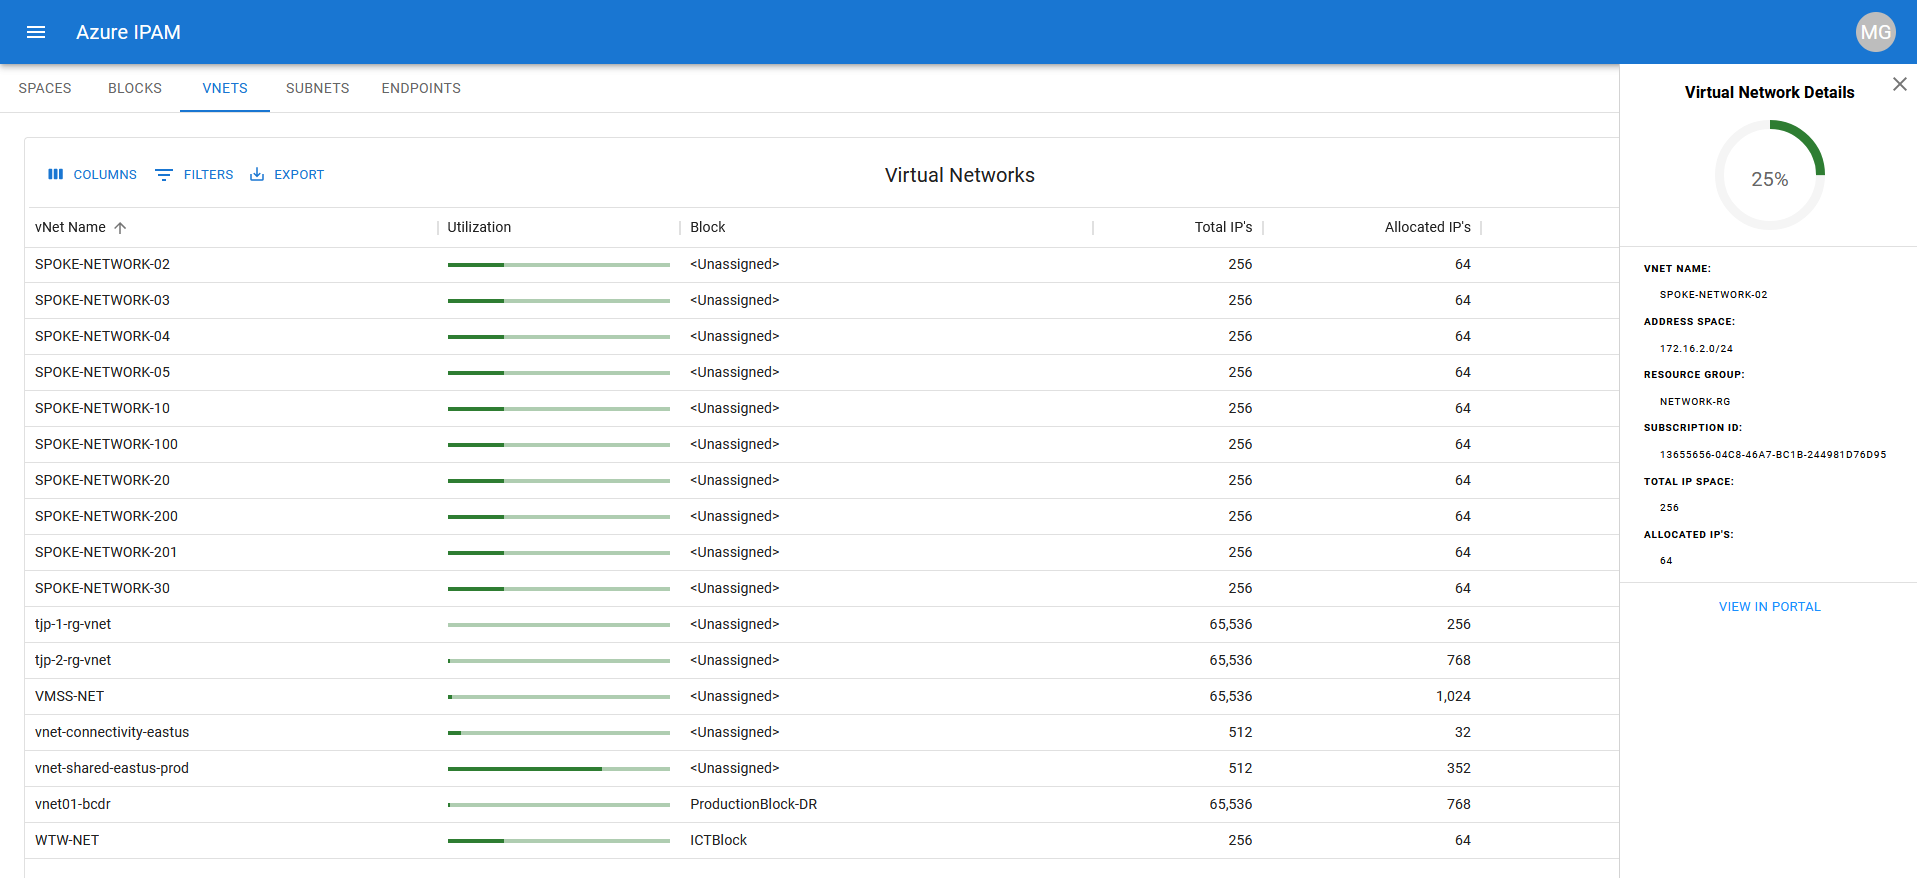 Azure IPAM
MG
SPACES BLOCKS VNETS SUBNETS ENDPOINTS
COLUMNS FILTERS EXPORT
Virtual Networks
vNet Name Utilization Block Total IP's Allocated IP's
SPOKE-NETWORK-02 <Unassigned> 256 64
SPOKE-NETWORK-03 <Unassigned> 256 64
SPOKE-NETWORK-04 <Unassigned> 256 64
SPOKE-NETWORK-05 <Unassigned> 256 64
SPOKE-NETWORK-10 <Unassigned> 256 64
SPOKE-NETWORK-100 <Unassigned> 256 64
SPOKE-NETWORK-20 <Unassigned> 256 64
SPOKE-NETWORK-200 <Unassigned> 256 64
SPOKE-NETWORK-201 <Unassigned> 256 64
SPOKE-NETWORK-30 <Unassigned> 256 64
tjp-1-rg-vnet <Unassigned> 65,536 256
tjp-2-rg-vnet <Unassigned> 65,536 768
VMSS-NET <Unassigned> 65,536 1,024
vnet-connectivity-eastus <Unassigned> 512 32
vnet-shared-eastus-prod <Unassigned> 512 352
vnet01-bcdr ProductionBlock-DR 65,536 768
WTW-NET ICTBlock 256 64
Virtual Network Details
25%
VNET NAME:
SPOKE-NETWORK-02
ADDRESS SPACE:
172.16.2.0/24
RESOURCE GROUP:
NETWORK-RG
SUBSCRIPTION ID:
13655656-04C8-46A7-BC1B-244981D76D95
TOTAL IP SPACE:
256
ALLOCATED IP'S:
64
VIEW IN PORTAL